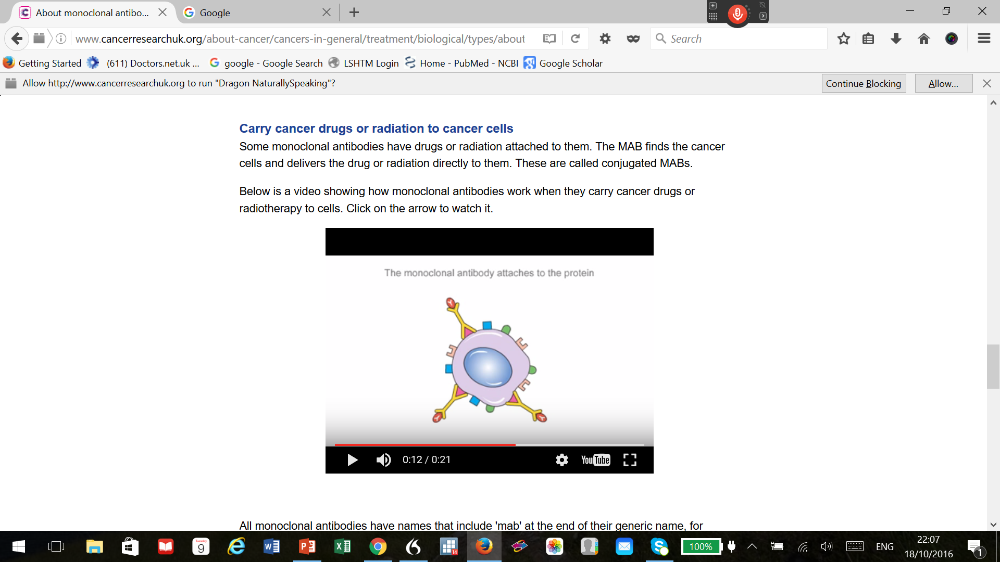 About monoclonal antibo...
Google
www.cancerresearchuk.org/about-cancer/cancers-in-general/treatment/biological/types/about
Search
Getting Started
(611) Doctors.net.uk ...
google - Google Search
LSHTM Login
Home - PubMed - NCBI
Google Scholar
Allow http://www.cancerresearchuk.org to run "Dragon NaturallySpeaking"?
Continue Blocking
Allow...
Carry cancer drugs or radiation to cancer cells
Some monoclonal antibodies have drugs or radiation attached to them. The MAB finds the cancer
cells and delivers the drug or radiation directly to them. These are called conjugated MABs.
Below is a video showing how monoclonal antibodies work when they carry cancer drugs or
radiotherapy to cells. Click on the arrow to watch it.
The monoclonal antibody attaches to the protein
0:12 / 0:21
YouTube
All monoclonal antibodies have names that include 'mab' at the end of their generic name, for
Tuesday
9
14
100%
ENG
22:07
18/10/2016
1